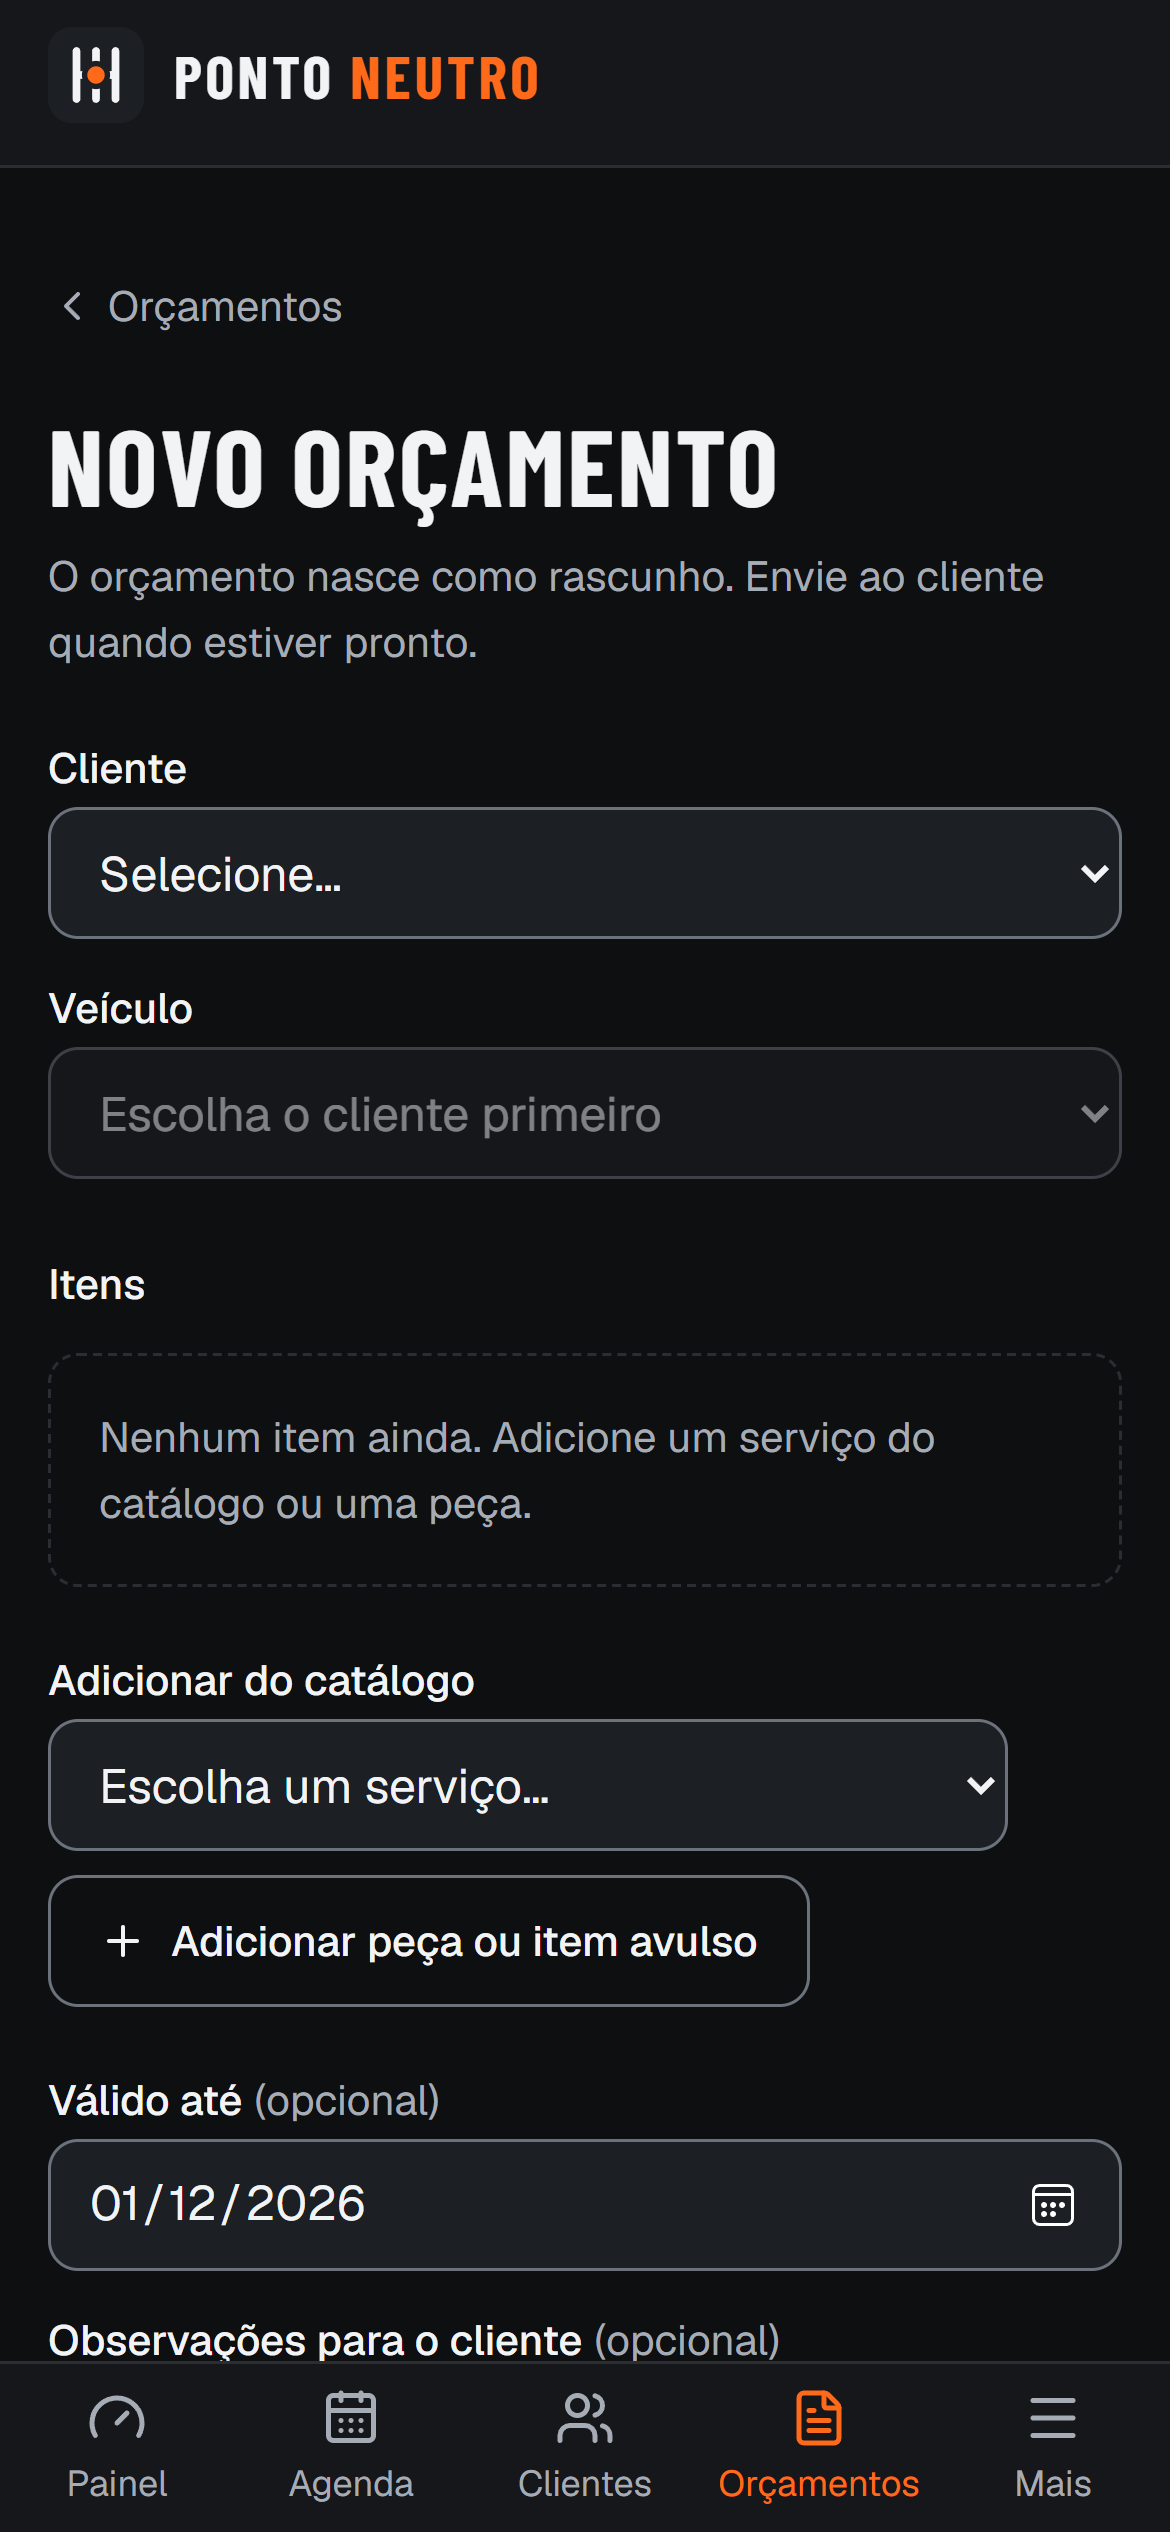 PONTO NEUTRO
Orçamentos
NOVO ORÇAMENTO
O orçamento nasce como rascunho. Envie ao cliente
quando estiver pronto.
Cliente
Selecione...
Veículo
Escolha o cliente primeiro
Itens
Nenhum item ainda. Adicione um serviço do
catálogo ou uma peça.
Adicionar do catálogo
Escolha um serviço...
Adicionar peça ou item avulso
Válido até (opcional)
01/12/2026
Observações para o cliente (opcional)
Painel Agenda Clientes Orçamentos Mais